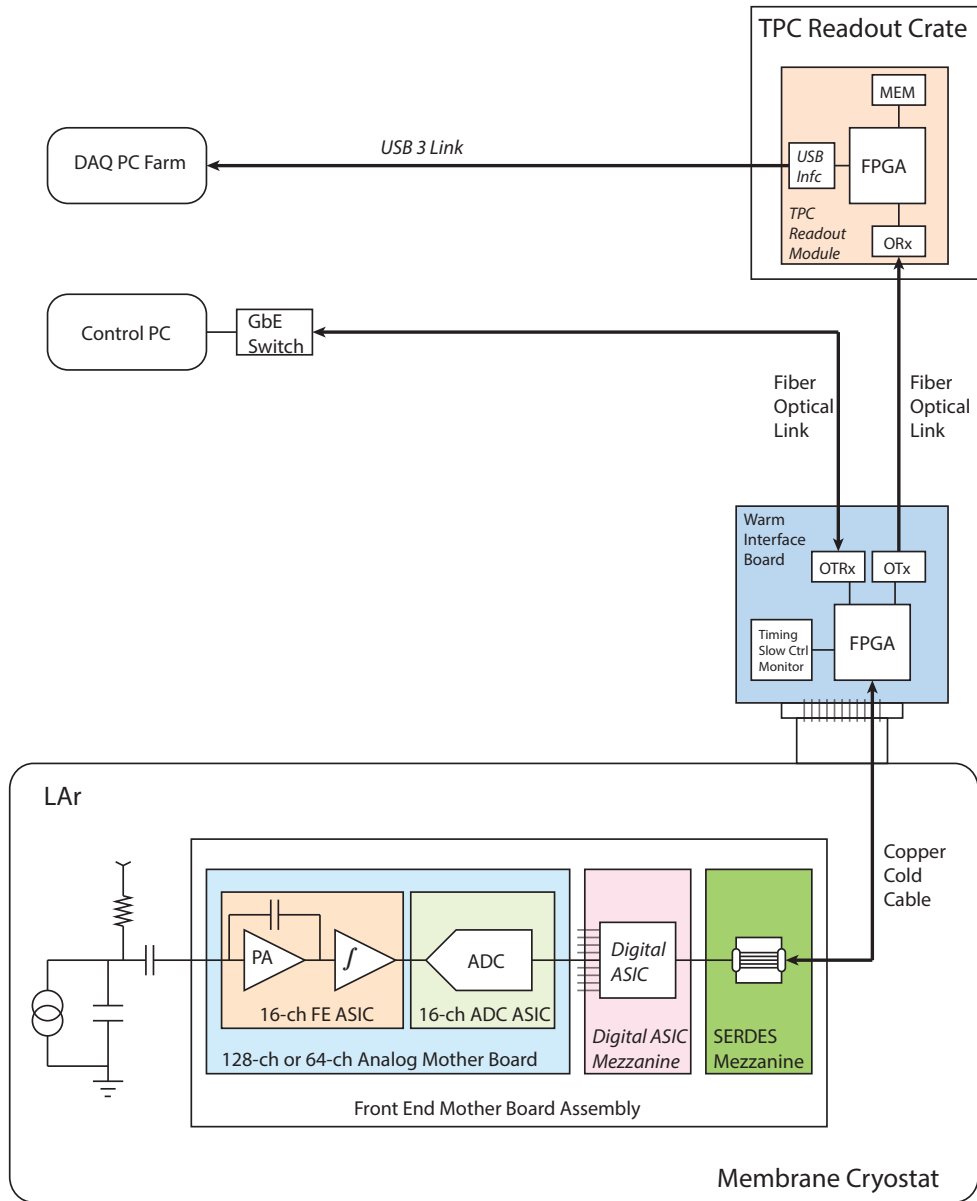 TPC Readout Crate
MEM
DAQ PC Farm
USB 3 Link
USB
Infc
FPGA
TPC
Readout
Module
ORx
Control PC
GbE
Switch
Fiber
Optical
Link
Fiber
Optical
Link
Warm
Interface
Board
OTRx
OTx
Timing
Slow Ctrl
Monitor
FPGA
LAr
Copper
Cold
Cable
PA
∫
ADC
Digital
ASIC
16-ch FE ASIC
16-ch ADC ASIC
128-ch or 64-ch Analog Mother Board
Digital ASIC
Mezzanine
SERDES
Mezzanine
Front End Mother Board Assembly
Membrane Cryostat